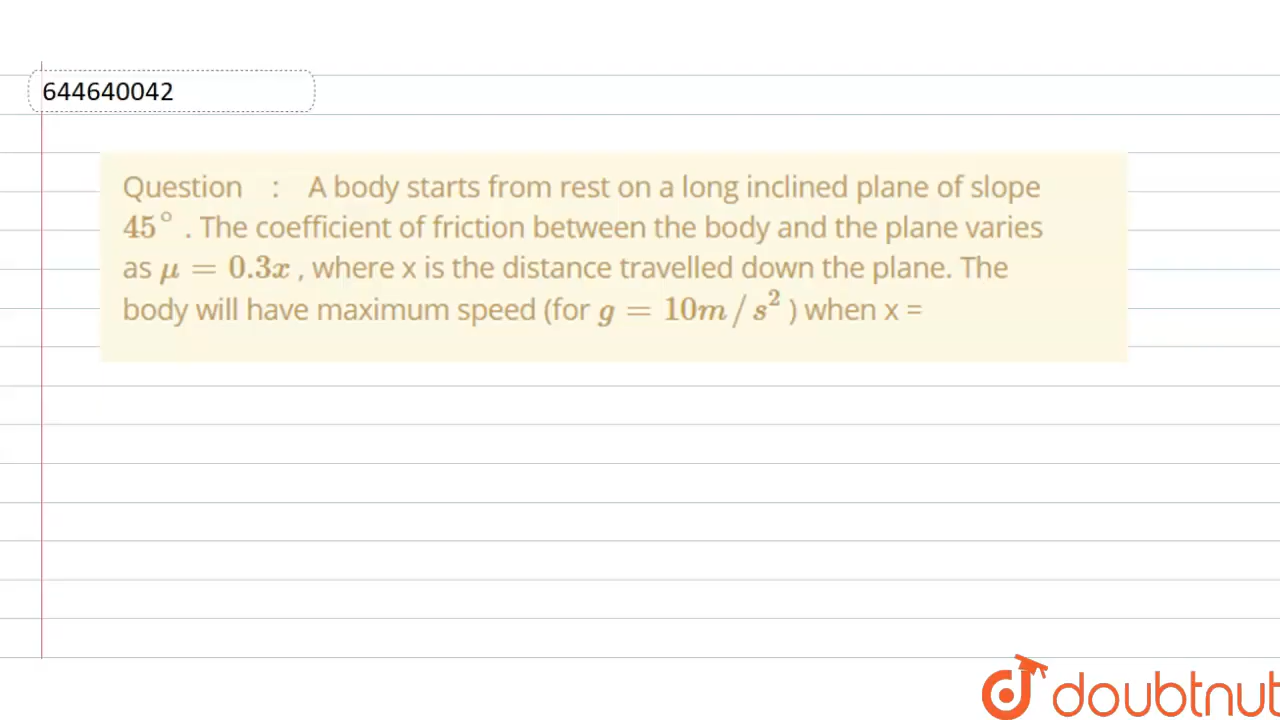 644640042
Question : A body starts from rest on a long inclined plane of slope
45° . The coefficient of friction between the body and the plane varies
as μ = 0.3x , where x is the distance travelled down the plane. The
body will have maximum speed (for g = 10m/s² ) when x =
doubtnut